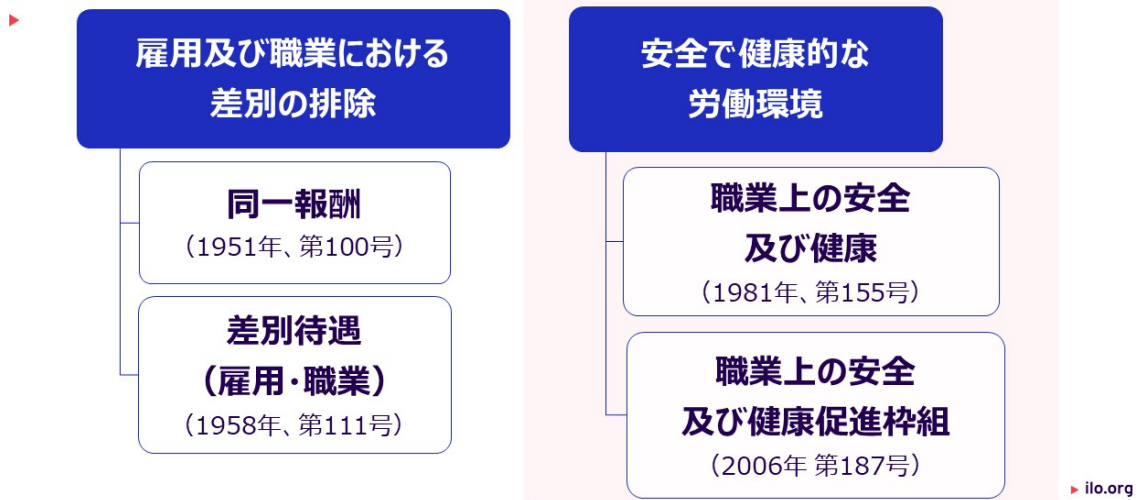 雇用及び職業における
差別の排除
同一報酬
（1951年、第100号）
差別待遇
（雇用・職業）
（1958年、第111号）
安全で健康的な
労働環境
職業上の安全
及び健康
（1981年、第155号）
職業上の安全
及び健康促進枠組
（2006年 第187号）
ilo.org